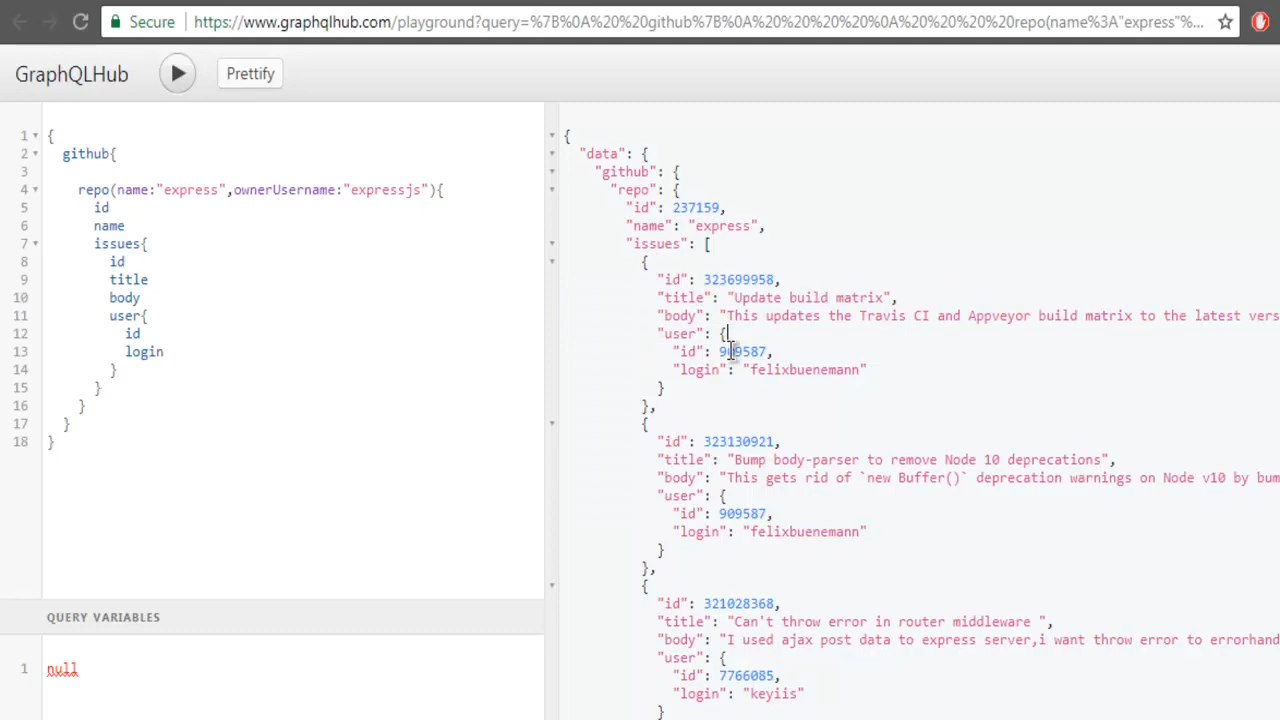 Secure https://www.graphqlhub.com/playground?query=%7B%0A%20%20github%7B%0A%20%20%20%20%0A%20%20%20%20repo(name%3A"express"%...
GraphQLHub Prettify
1 {
2 github{
3
4 repo(name:"express",ownerUsername:"expressjs"){
5 id
6 name
7 issues{
8 id
9 title
10 body
11 user{
12 id
13 login
14 }
15 }
16 }
17 }
18 }
QUERY VARIABLES
1 null
{
"data": {
"github": {
"repo": {
"id": 237159,
"name": "express",
"issues": [
{
"id": 323699958,
"title": "Update build matrix",
"body": "This updates the Travis CI and Appveyor build matrix to the latest vers
"user": {
"id": 909587,
"login": "felixbuenemann"
}
},
{
"id": 323130921,
"title": "Bump body-parser to remove Node 10 deprecations",
"body": "This gets rid of `new Buffer()` deprecation warnings on Node v10 by bum
"user": {
"id": 909587,
"login": "felixbuenemann"
}
},
{
"id": 321028368,
"title": "Can't throw error in router middleware ",
"body": "I used ajax post data to express server,i want throw error to errorhand
"user": {
"id": 7766085,
"login": "keyiis"
}